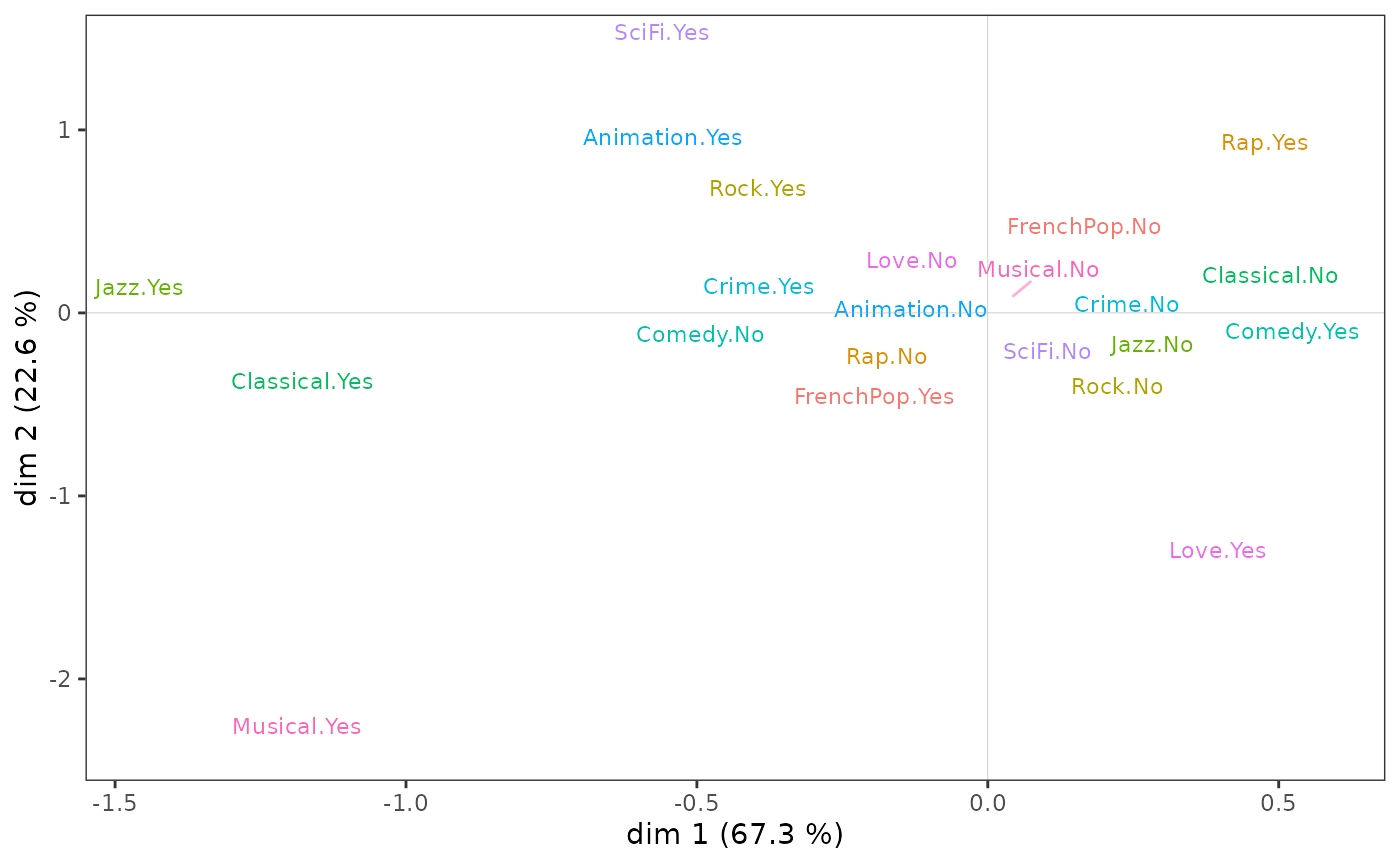 SciFi.Yes
1
Animation.Yes
Rap.Yes
Rock.Yes
FrenchPop.No
Love.No
Musical.No
Classical.No
Jazz.Yes
Crime.Yes
Crime.No
0
Animation.No
Comedy.No
Comedy.Yes
Rap.No
SciFi.No
Jazz.No
Classical.Yes
Rock.No
FrenchPop.Yes
dim 2 (22.6 %)
-1
Love.Yes
-2
Musical.Yes
-1.5 -1.0 -0.5 0.0 0.5
dim 1 (67.3 %)